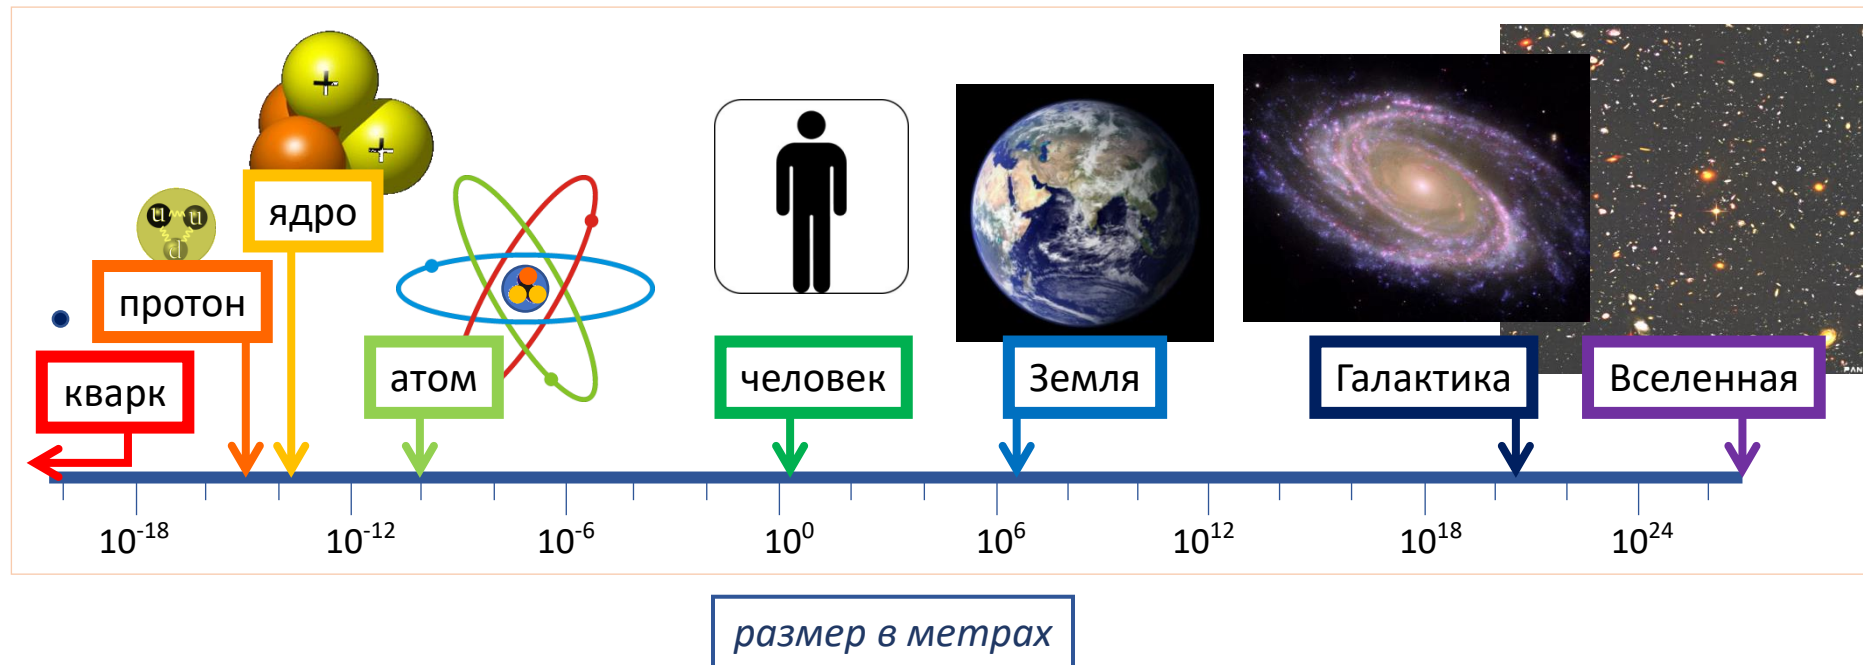 +
+
ядро
u u
d
протон
кварк
атом
человек
Земля
Галактика
Вселенная
PAN
10⁻¹⁸ 10⁻¹² 10⁻⁶ 10⁰ 10⁶ 10¹² 10¹⁸ 10²⁴
размер в метрах